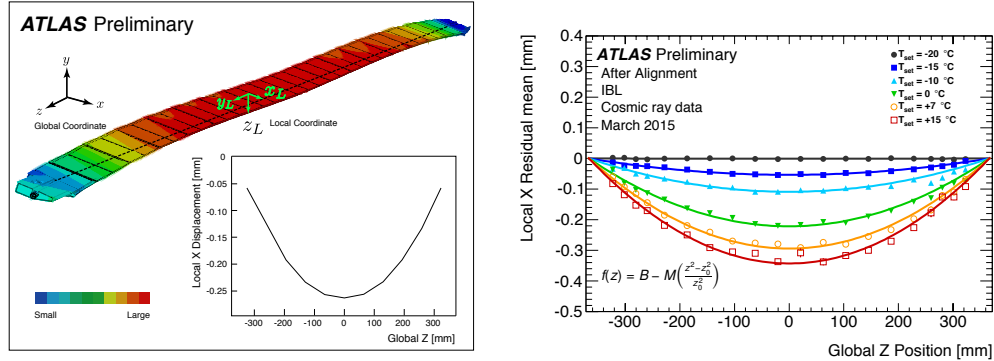 ATLAS Preliminary
y
z
x
Global Coordinate
y_L
x_L
z_L
Local Coordinate
Local X Displacement [mm]
0.00
−0.05
−0.10
−0.15
−0.20
−0.25
−300 −200 −100 0 100 200 300
Global Z [mm]
Small
Large
Local X Residual mean [mm]
0.4
0.3
0.2
0.1
0
-0.1
-0.2
-0.3
-0.4
-0.5
ATLAS Preliminary
After Alignment
IBL
Cosmic ray data
March 2015
T_set = -20 °C
T_set = -15 °C
T_set = -10 °C
T_set = 0 °C
T_set = +7 °C
T_set = +15 °C
f(z) = B − M((z²−z₀²)/z₀²)
-300 -200 -100 0 100 200 300
Global Z Position [mm]